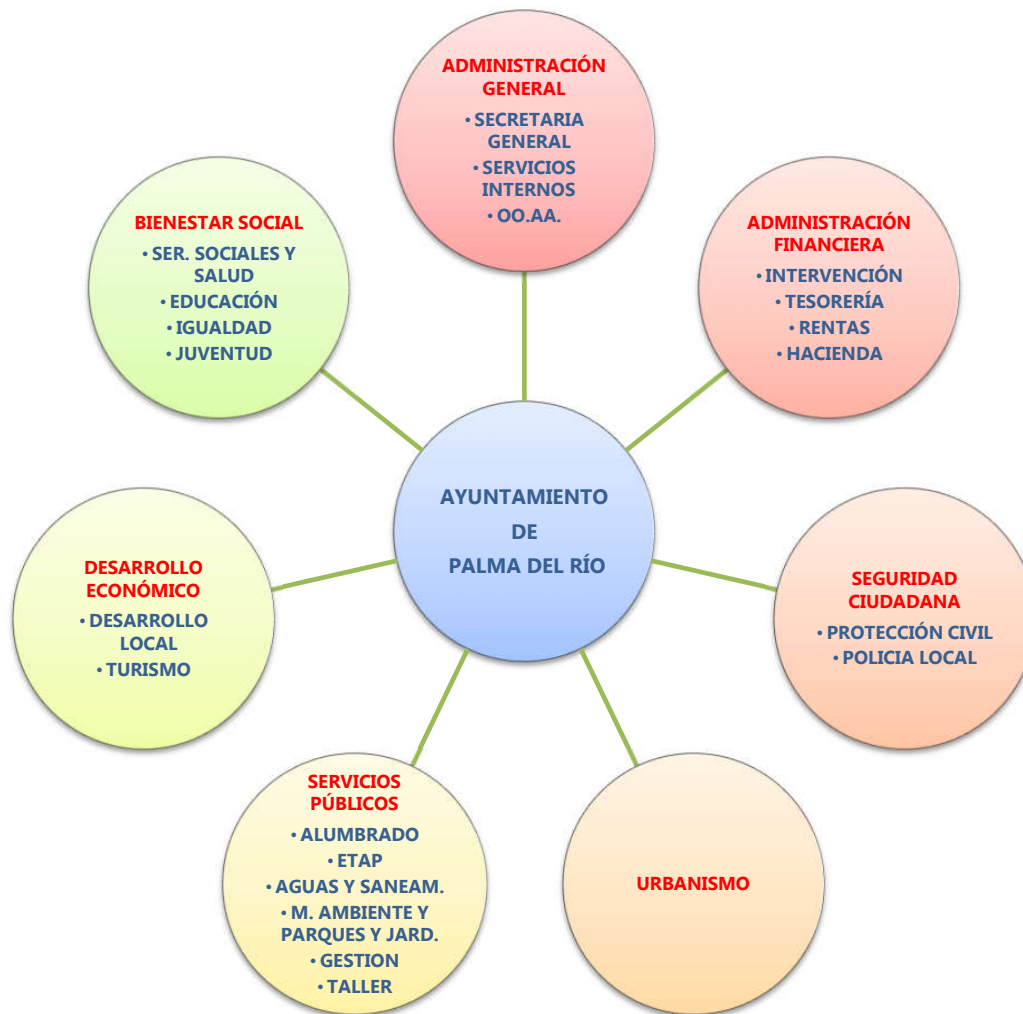 ADMINISTRACIÓN
GENERAL
• SECRETARIA
GENERAL
• SERVICIOS
INTERNOS
• OO.AA.
ADMINISTRACIÓN
FINANCIERA
• INTERVENCIÓN
• TESORERÍA
• RENTAS
• HACIENDA
SEGURIDAD
CIUDADANA
• PROTECCIÓN CIVIL
• POLICIA LOCAL
URBANISMO
SERVICIOS
PÚBLICOS
• ALUMBRADO
• ETAP
• AGUAS Y SANEAM.
• M. AMBIENTE Y
PARQUES Y JARD.
• GESTION
• TALLER
DESARROLLO
ECONÓMICO
• DESARROLLO
LOCAL
• TURISMO
BIENESTAR SOCIAL
• SER. SOCIALES Y
SALUD
• EDUCACIÓN
• IGUALDAD
• JUVENTUD
AYUNTAMIENTO
DE
PALMA DEL RÍO